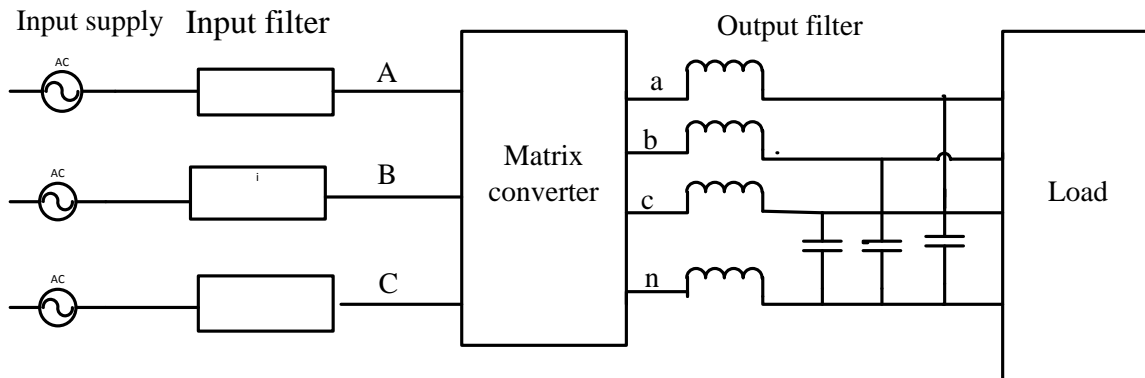 Input supply
Input filter
Output filter
AC
A
a
b
Matrix
converter
AC
i
B
c
Load
AC
C
n